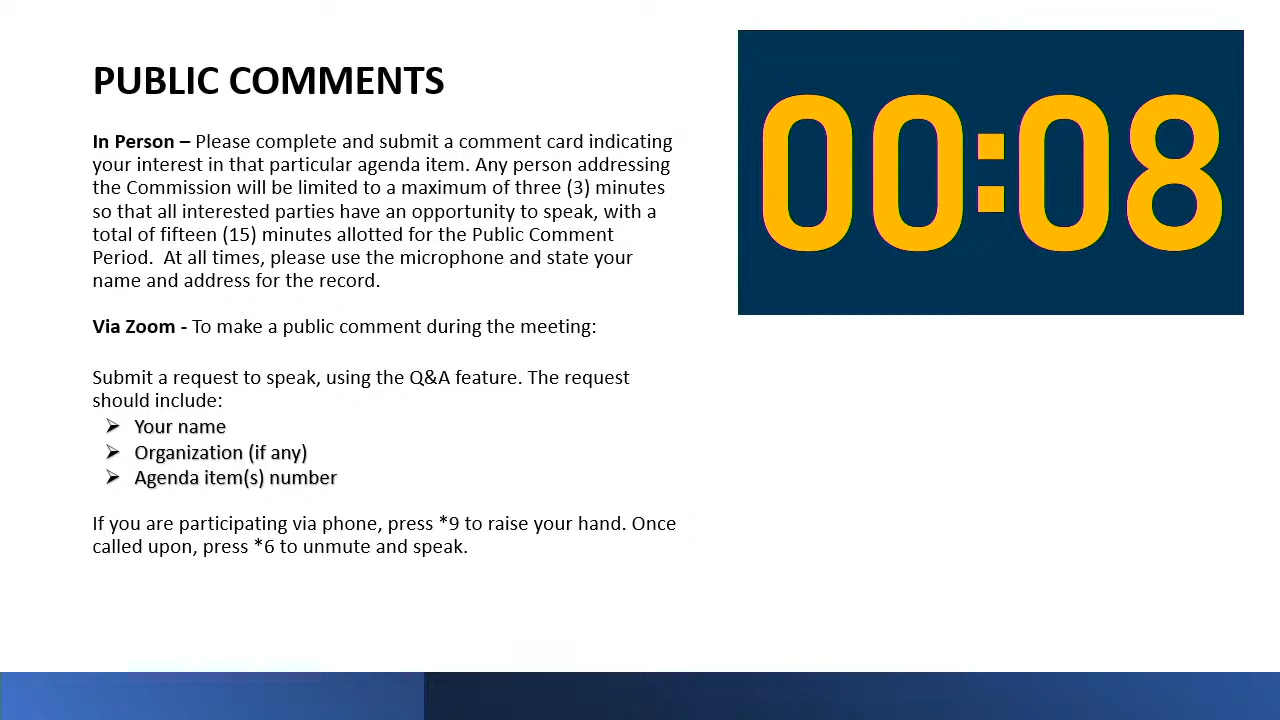 PUBLIC COMMENTS
00:08
In Person – Please complete and submit a comment card indicating
your interest in that particular agenda item. Any person addressing
the Commission will be limited to a maximum of three (3) minutes
so that all interested parties have an opportunity to speak, with a
total of fifteen (15) minutes allotted for the Public Comment
Period.  At all times, please use the microphone and state your
name and address for the record.
Via Zoom - To make a public comment during the meeting:
Submit a request to speak, using the Q&A feature. The request
should include:
➢ Your name
➢ Organization (if any)
➢ Agenda item(s) number
If you are participating via phone, press *9 to raise your hand. Once
called upon, press *6 to unmute and speak.